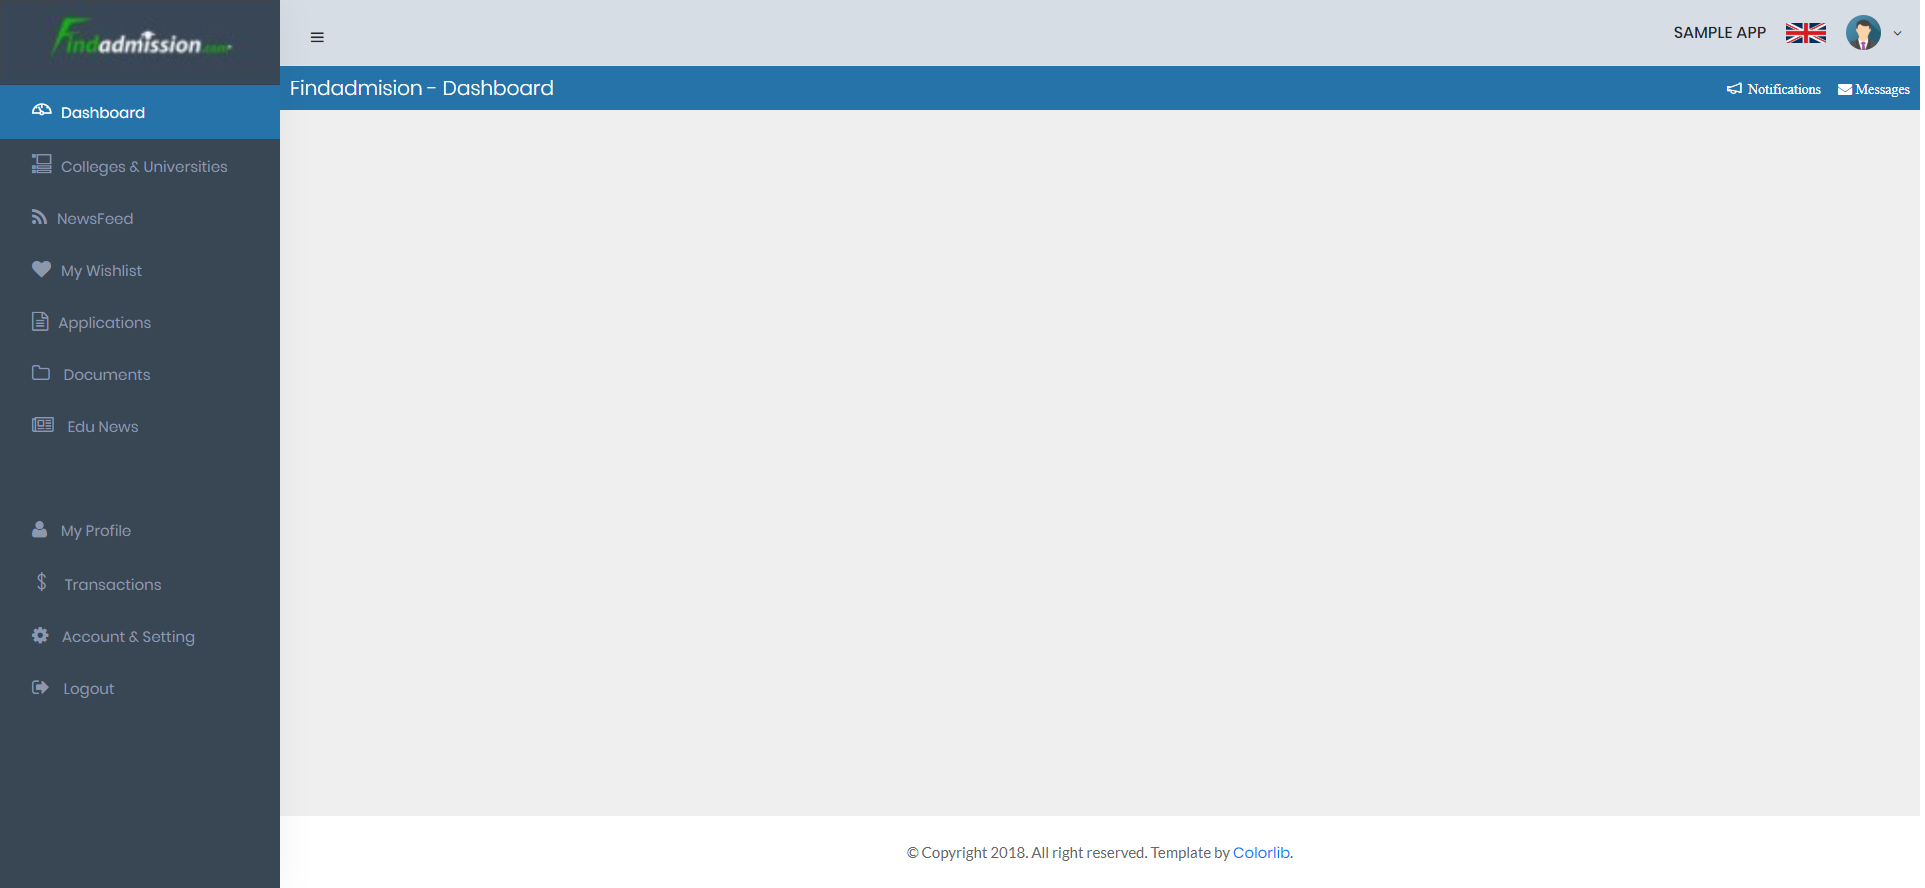 Findadmission.com
SAMPLE APP
Findadmision - Dashboard
Notifications
Messages
Dashboard
Colleges & Universities
NewsFeed
My Wishlist
Applications
Documents
Edu News
My Profile
Transactions
Account & Setting
Logout
© Copyright 2018. All right reserved. Template by Colorlib.